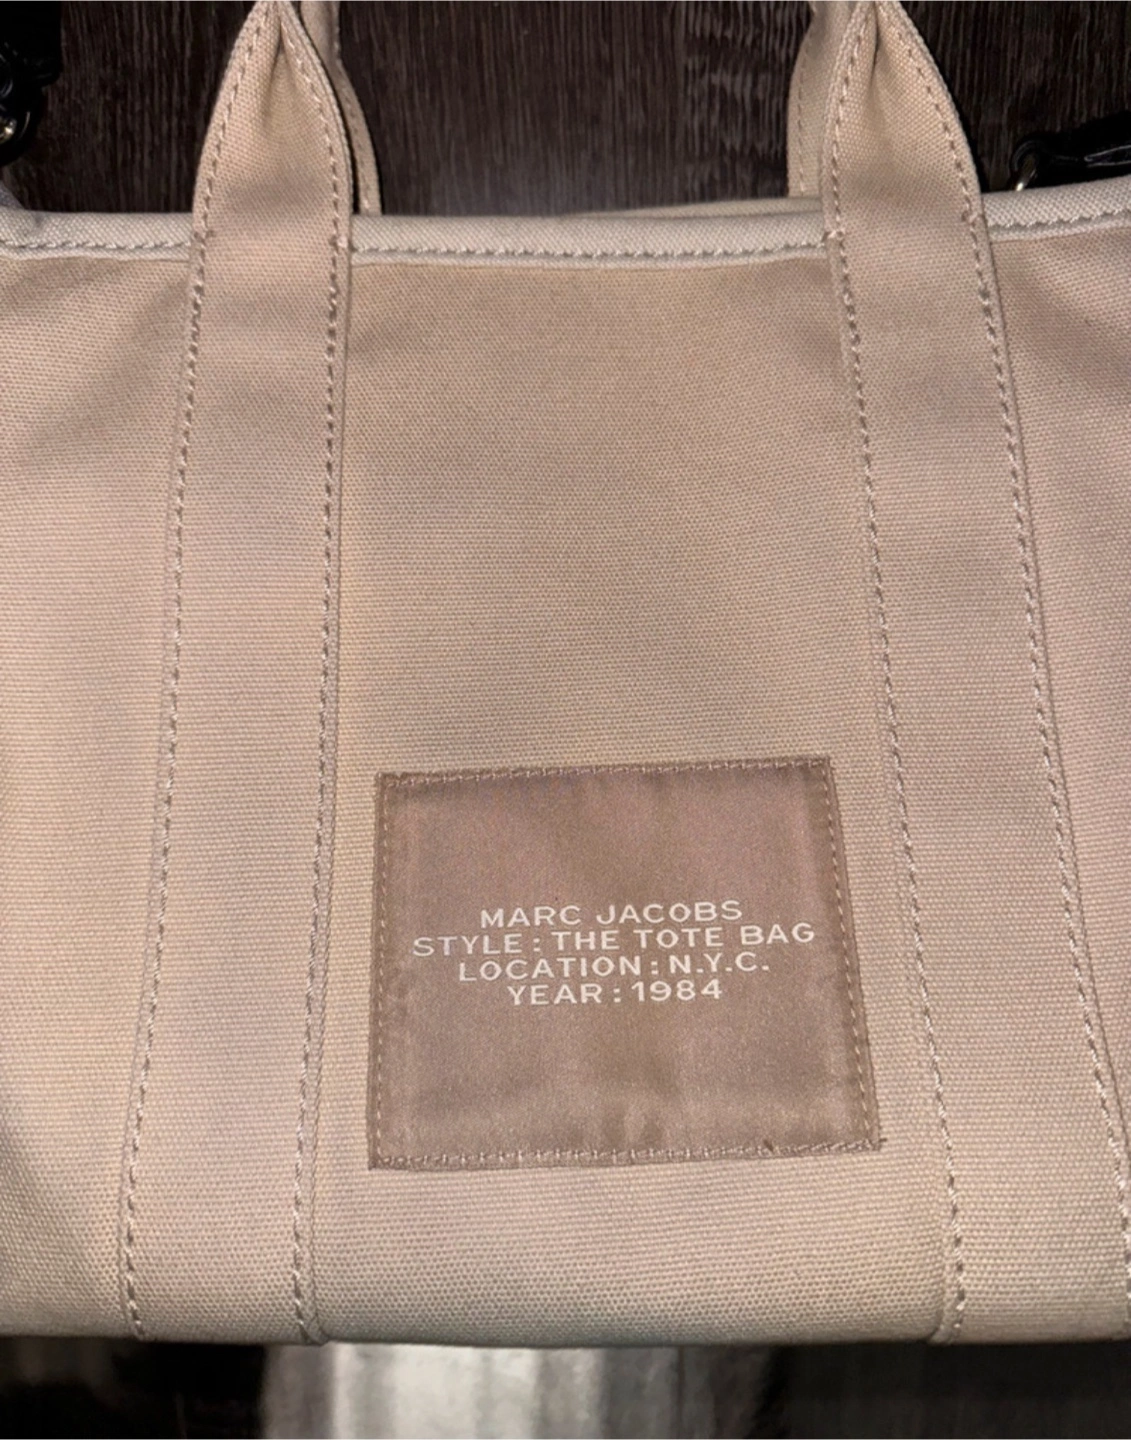 MARC JACOBS
STYLE : THE TOTE BAG
LOCATION : N.Y.C.
YEAR : 1984